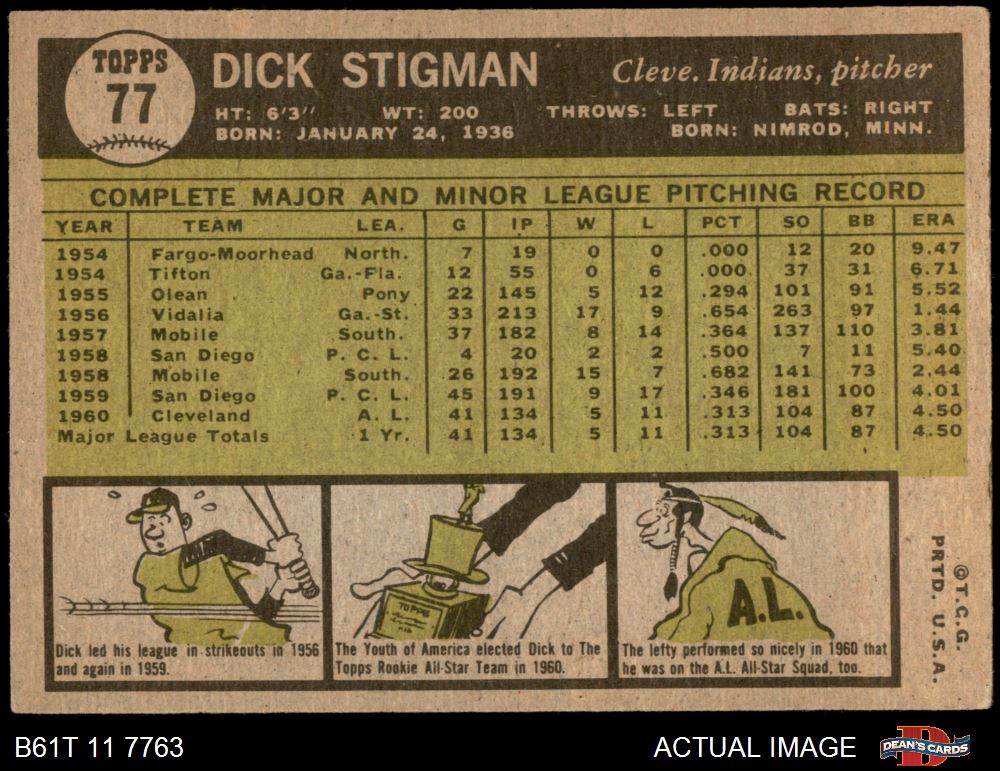 TOPPS
77
DICK STIGMAN
Cleve. Indians, pitcher
HT: 6'3" WT: 200 THROWS: LEFT BATS: RIGHT
BORN: JANUARY 24, 1936 BORN: NIMROD, MINN.
COMPLETE MAJOR AND MINOR LEAGUE PITCHING RECORD
YEAR TEAM LEA. G IP W L PCT SO BB ERA
1954 Fargo-Moorhead North. 7 19 0 0 .000 12 20 9.47
1954 Tifton Ga.-Fla. 12 55 0 6 .000 37 31 6.71
1955 Olean Pony 22 145 5 12 .294 101 91 5.52
1956 Vidalia Ga.-St. 33 213 17 9 .654 263 97 1.44
1957 Mobile South. 37 182 8 14 .364 137 110 3.81
1958 San Diego P. C. L. 4 20 2 2 .500 7 11 5.40
1958 Mobile South. 26 192 15 7 .682 141 73 2.44
1959 San Diego P. C. L. 45 191 9 17 .346 181 100 4.01
1960 Cleveland A. L. 41 134 5 11 .313 104 87 4.50
Major League Totals 1 Yr. 41 134 5 11 .313 104 87 4.50
Dick led his league in strikeouts in 1956
and again in 1959.
TOPPS
The Youth of America elected Dick to The
Topps Rookie All-Star Team in 1960.
A.L.
The lefty performed so nicely in 1960 that
he was on the A.L. All-Star Squad, too.
©T.C.G.
PRTD. U.S.A.
B61T 11 7763
ACTUAL IMAGE
DEAN'S CARDS